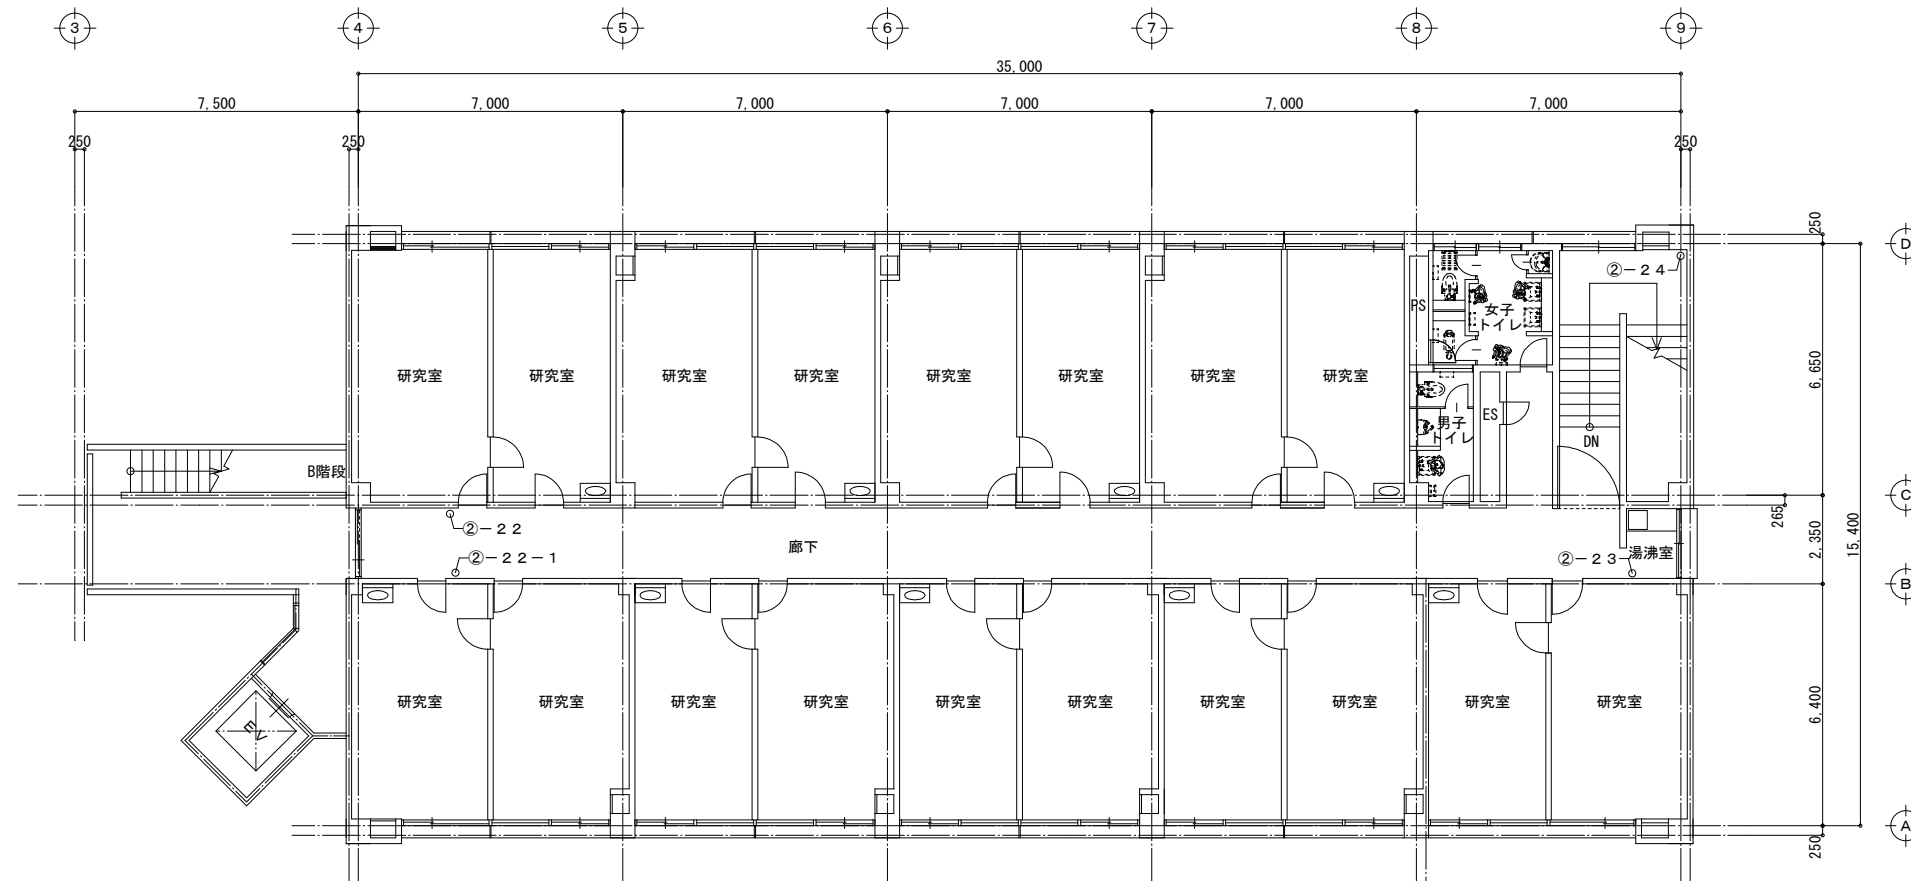 3 4 5 6 7 8 9
35,000
7,500 7,000 7,000 7,000 7,000 7,000
250 250 250
250
D
②－２４
PS
女子
トイレ
研究室 研究室 研究室 研究室 研究室 研究室 研究室 研究室
6,650
ES
男子
トイレ
DN
B階段
C
265
②－２２
廊下
②－２２－１
②－２３
湯沸室
2,350
15,400
B
研究室 研究室 研究室 研究室 研究室 研究室 研究室 研究室 研究室 研究室
6,400
EV
A
250